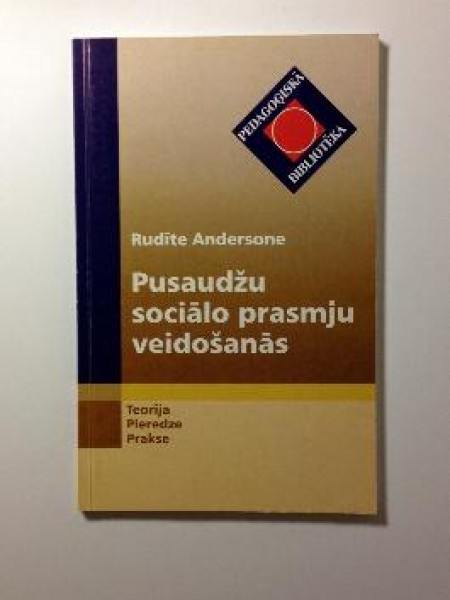 PEDAGOĢISKĀ
BIBLIOTĒKA
Rudīte Andersone
Pusaudžu
sociālo prasmju
veidošanās
Teorija
Pieredze
Prakse